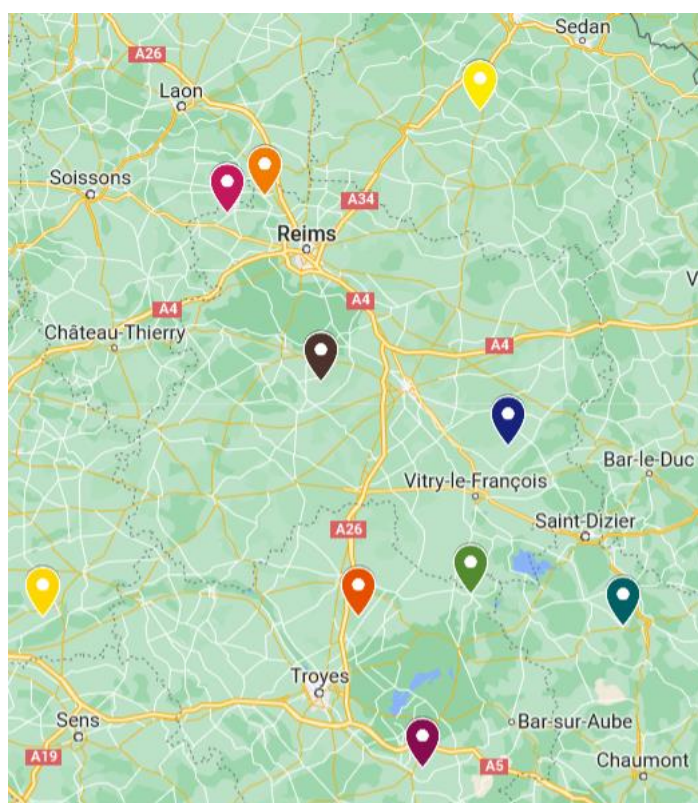 Sedan
A26
Laon
Soissons
A34
Reims
V
A4
A4
Château-Thierry
A4
Bar-le-Duc
Vitry-le-François
Saint-Dizier
A26
Troyes
Sens
Bar-sur-Aube
A19
A5
Chaumont